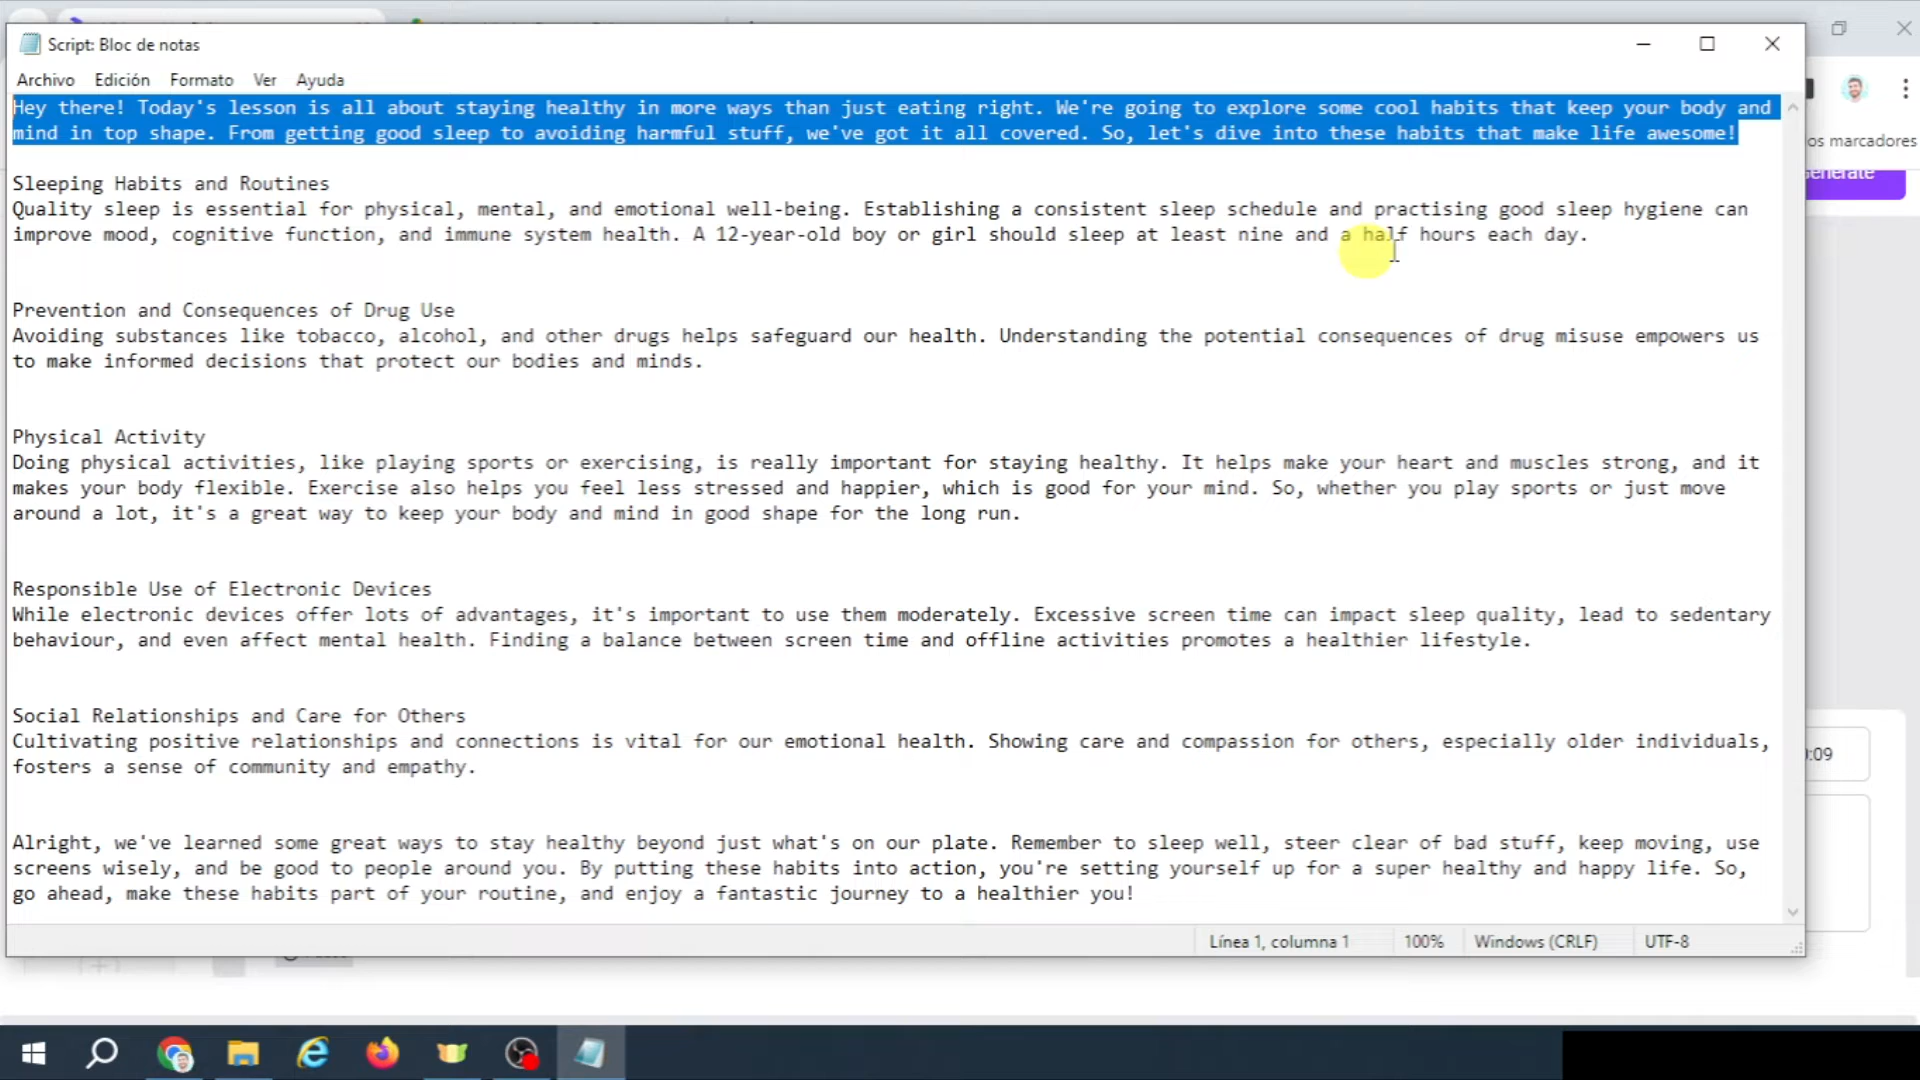 Script: Bloc de notas
Archivo Edición Formato Ver Ayuda
Hey there! Today's lesson is all about staying healthy in more ways than just eating right. We're going to explore some cool habits that keep your body and
mind in top shape. From getting good sleep to avoiding harmful stuff, we've got it all covered. So, let's dive into these habits that make life awesome!
os marcadores
Generate
Sleeping Habits and Routines
Quality sleep is essential for physical, mental, and emotional well-being. Establishing a consistent sleep schedule and practising good sleep hygiene can
improve mood, cognitive function, and immune system health. A 12-year-old boy or girl should sleep at least nine and a half hours each day.
Prevention and Consequences of Drug Use
Avoiding substances like tobacco, alcohol, and other drugs helps safeguard our health. Understanding the potential consequences of drug misuse empowers us
to make informed decisions that protect our bodies and minds.
Physical Activity
Doing physical activities, like playing sports or exercising, is really important for staying healthy. It helps make your heart and muscles strong, and it
makes your body flexible. Exercise also helps you feel less stressed and happier, which is good for your mind. So, whether you play sports or just move
around a lot, it's a great way to keep your body and mind in good shape for the long run.
Responsible Use of Electronic Devices
While electronic devices offer lots of advantages, it's important to use them moderately. Excessive screen time can impact sleep quality, lead to sedentary
behaviour, and even affect mental health. Finding a balance between screen time and offline activities promotes a healthier lifestyle.
Social Relationships and Care for Others
Cultivating positive relationships and connections is vital for our emotional health. Showing care and compassion for others, especially older individuals,
fosters a sense of community and empathy.
:09
Alright, we've learned some great ways to stay healthy beyond just what's on our plate. Remember to sleep well, steer clear of bad stuff, keep moving, use
screens wisely, and be good to people around you. By putting these habits into action, you're setting yourself up for a super healthy and happy life. So,
go ahead, make these habits part of your routine, and enjoy a fantastic journey to a healthier you!
Línea 1, columna 1 100% Windows (CRLF) UTF-8